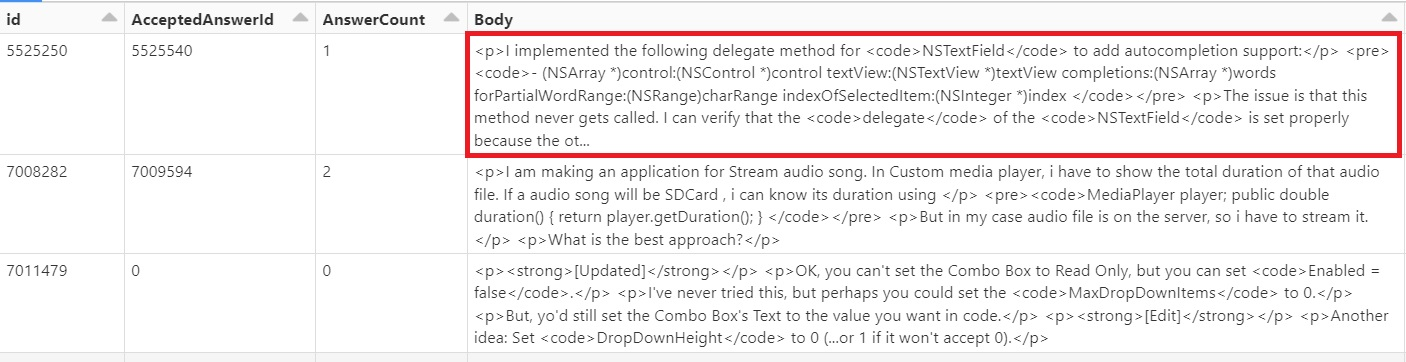 id AcceptedAnswerId AnswerCount Body
5525250 5525540 1 <p>I implemented the following delegate method for <code>NSTextField</code> to add autocompletion support:</p> <pre>
<code>- (NSArray *)control:(NSControl *)control textView:(NSTextView *)textView completions:(NSArray *)words
forPartialWordRange:(NSRange)charRange indexOfSelectedItem:(NSInteger *)index </code></pre> <p>The issue is that this
method never gets called. I can verify that the <code>delegate</code> of the <code>NSTextField</code> is set properly
because the ot...
7008282 7009594 2 <p>I am making an application for Stream audio song. In Custom media player, i have to show the total duration of that audio
file. If a audio song will be SDCard , i can know its duration using </p> <pre><code>MediaPlayer player; public double
duration() { return player.getDuration(); } </code></pre> <p>But in my case audio file is on the server, so i have to stream it.
</p> <p>What is the best approach?</p>
7011479 0 0 <p><strong>[Updated]</strong></p> <p>OK, you can't set the Combo Box to Read Only, but you can set <code>Enabled =
false</code>.</p> <p>I've never tried this, but perhaps you could set the <code>MaxDropDownItems</code> to 0.</p>
<p>But, yo'd still set the Combo Box's Text to the value you want in code.</p> <p><strong>[Edit]</strong></p> <p>Another
idea: Set <code>DropDownHeight</code> to 0 (...or 1 if it won't accept 0).</p>